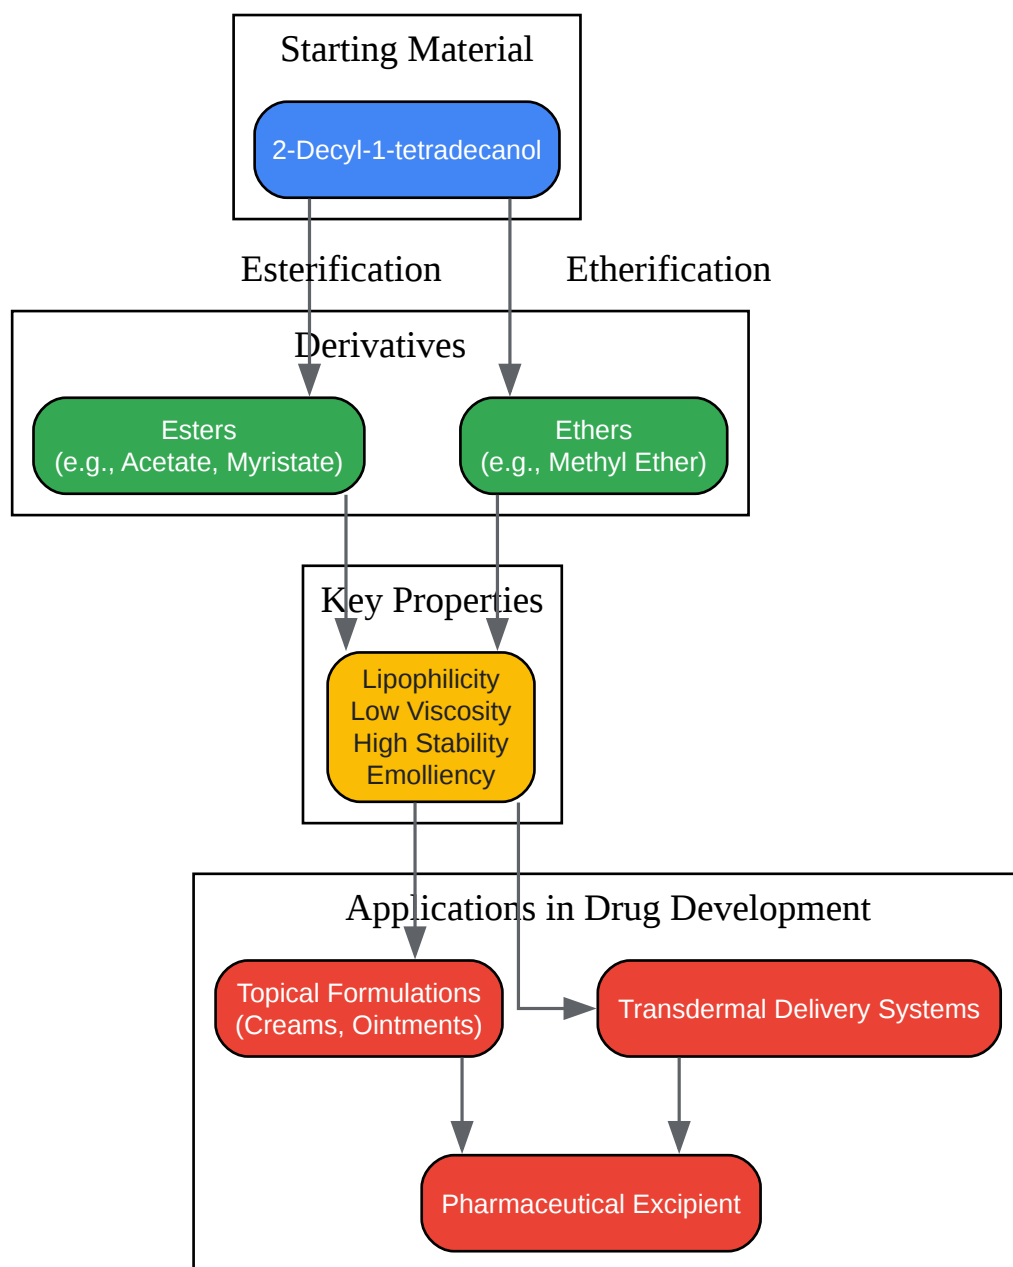 Starting Material
2-Decyl-1-tetradecanol
Esterification
Etherification
Derivatives
Esters
(e.g., Acetate, Myristate)
Ethers
(e.g., Methyl Ether)
Key Properties
Lipophilicity
Low Viscosity
High Stability
Emolliency
Applications in Drug Development
Topical Formulations
(Creams, Ointments)
Transdermal Delivery Systems
Pharmaceutical Excipient